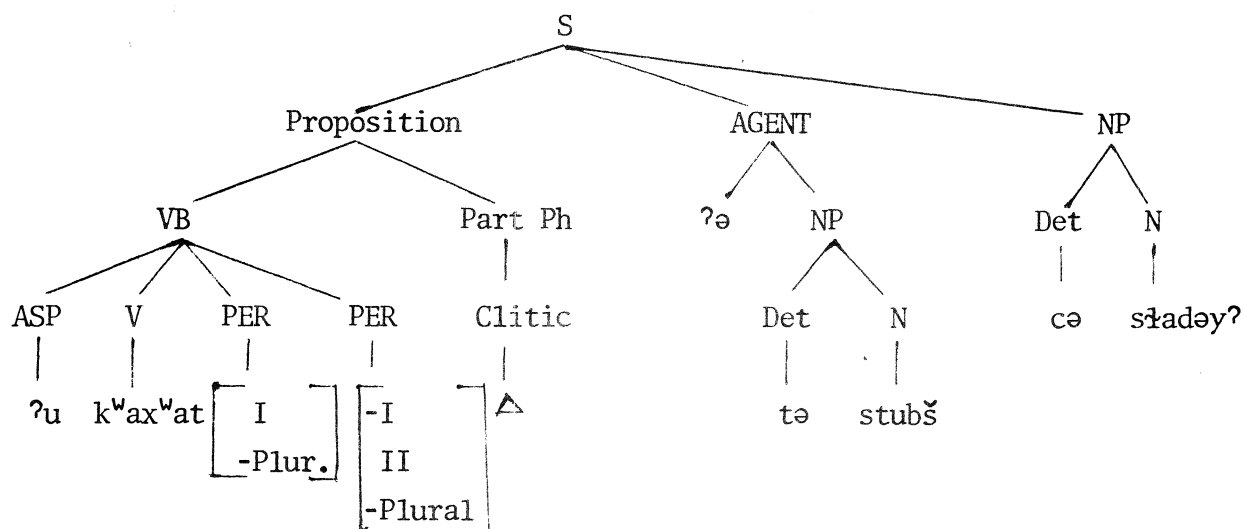 S
Proposition AGENT NP
VB Part Ph ʔə NP Det N
ASP V PER PER Clitic Det N cə sɫadəyʔ
ʔu kʷaxʷat I -I Δ tə stubš
-Plur. II
-Plural